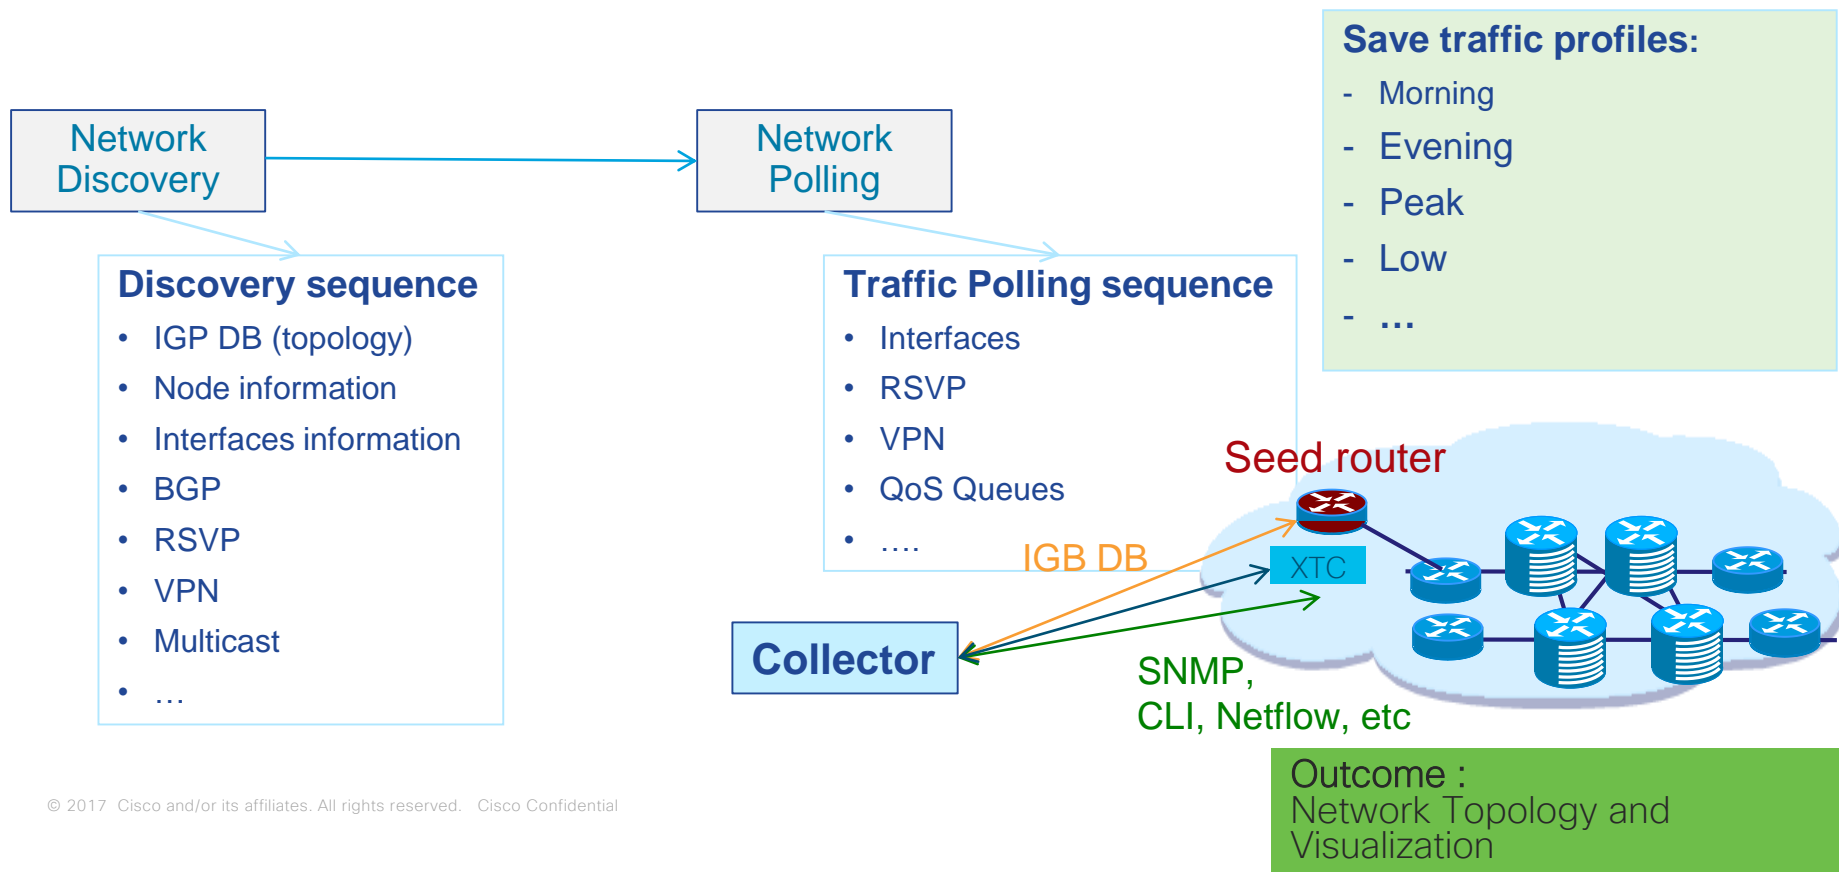 Save traffic profiles:
- Morning
- Evening
- Peak
- Low
- ...
Network
Discovery
Network
Polling
Discovery sequence
• IGP DB (topology)
• Node information
• Interfaces information
• BGP
• RSVP
• VPN
• Multicast
• ...
Traffic Polling sequence
• Interfaces
• RSVP
• VPN
• QoS Queues
• ....
Seed router
IGB DB
XTC
Collector
SNMP,
CLI, Netflow, etc
Outcome :
Network Topology and
Visualization
© 2017 Cisco and/or its affiliates. All rights reserved. Cisco Confidential